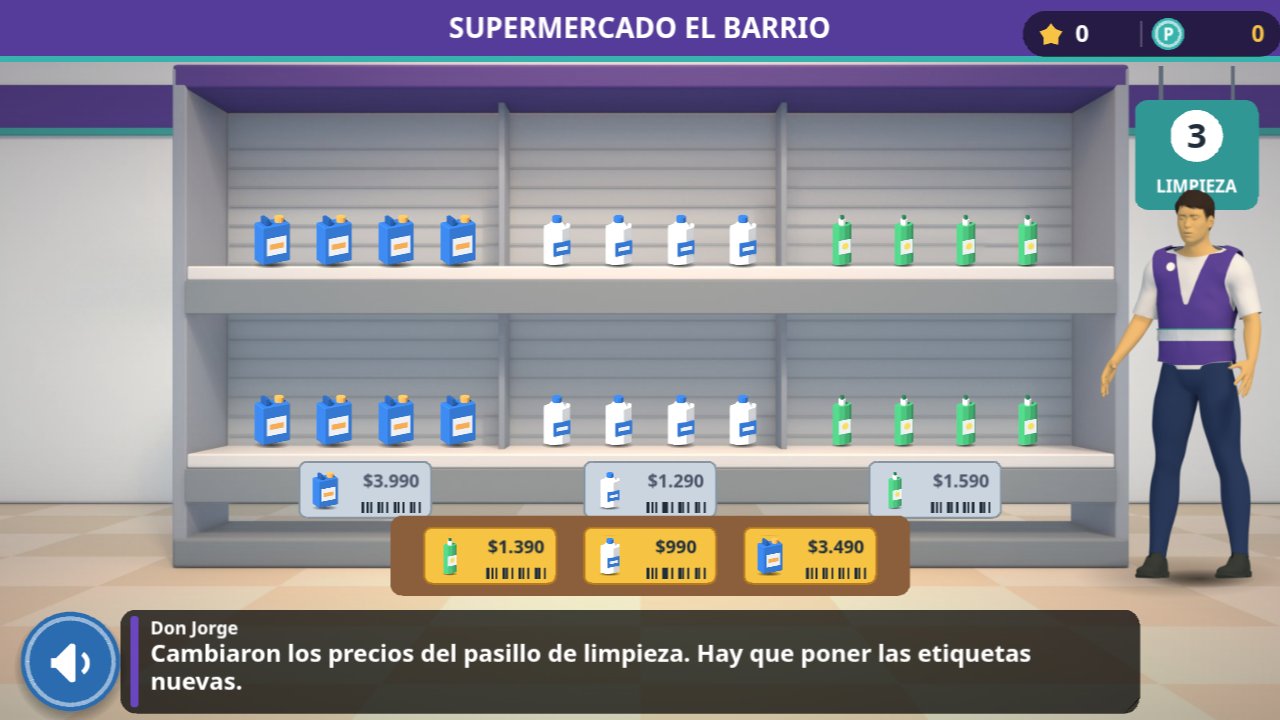 SUPERMERCADO EL BARRIO
0
P
0
3
LIMPIEZA
$3.990
$1.290
$1.590
$1.390
$990
$3.490
Don Jorge
Cambiaron los precios del pasillo de limpieza. Hay que poner las etiquetas
nuevas.